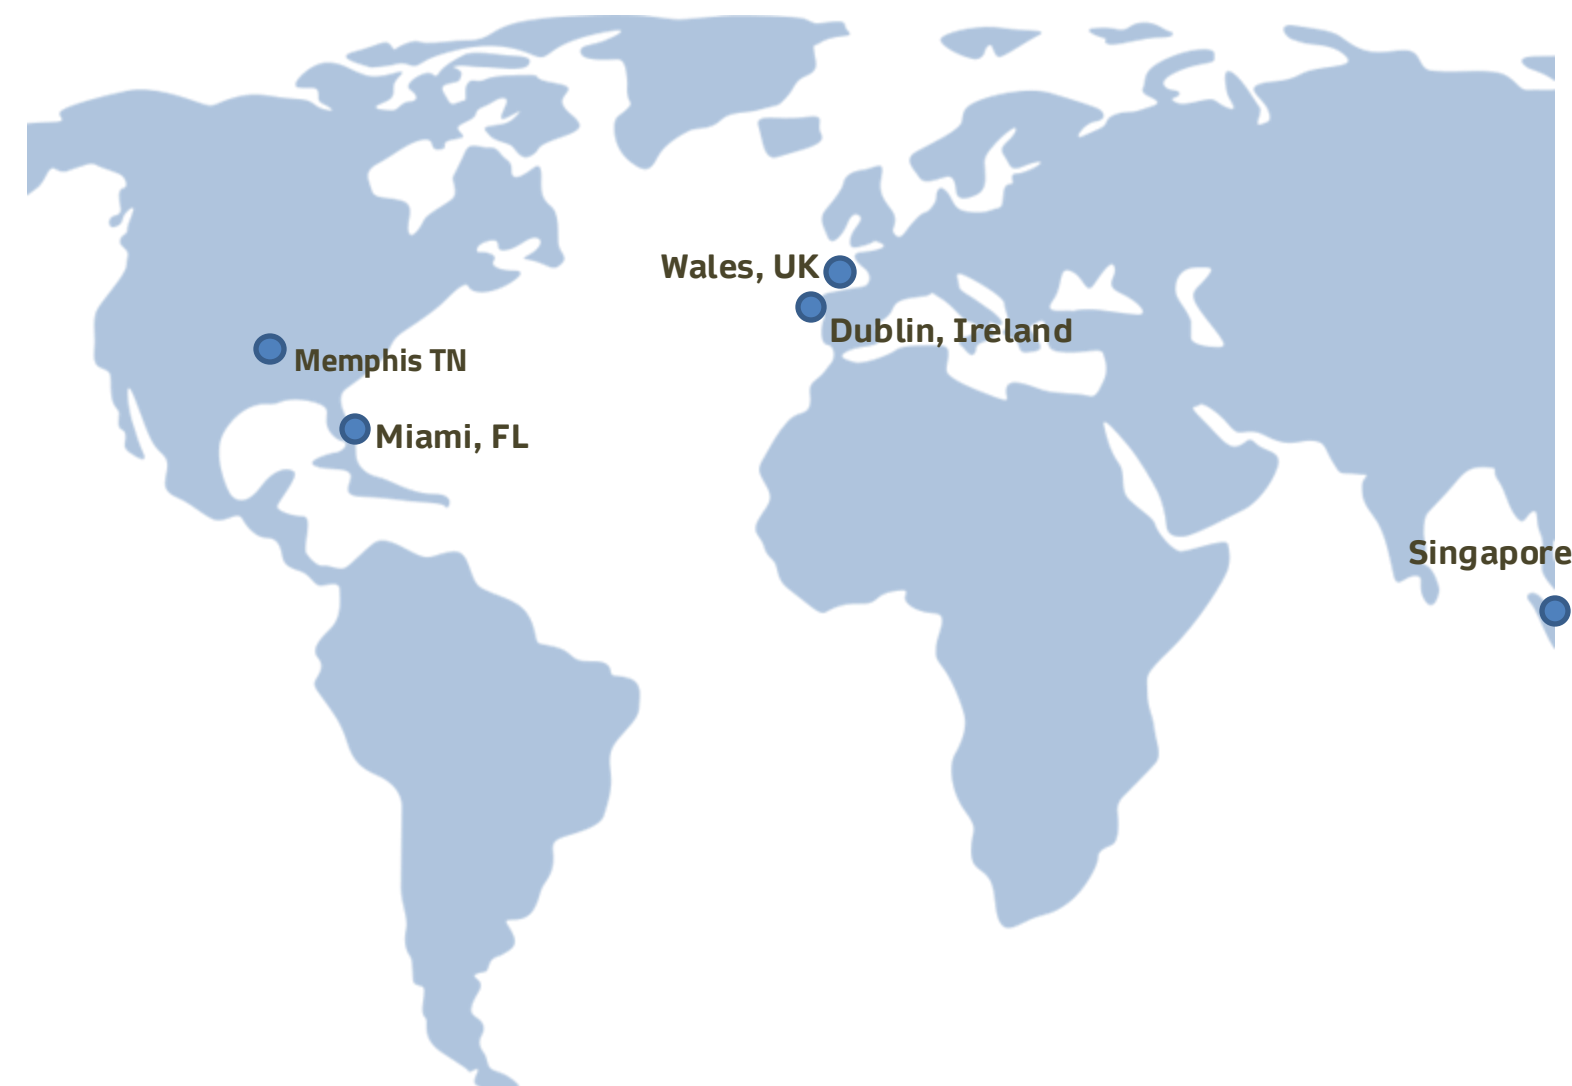 Wales, UK
Dublin, Ireland
Memphis TN
Miami, FL
Singapore